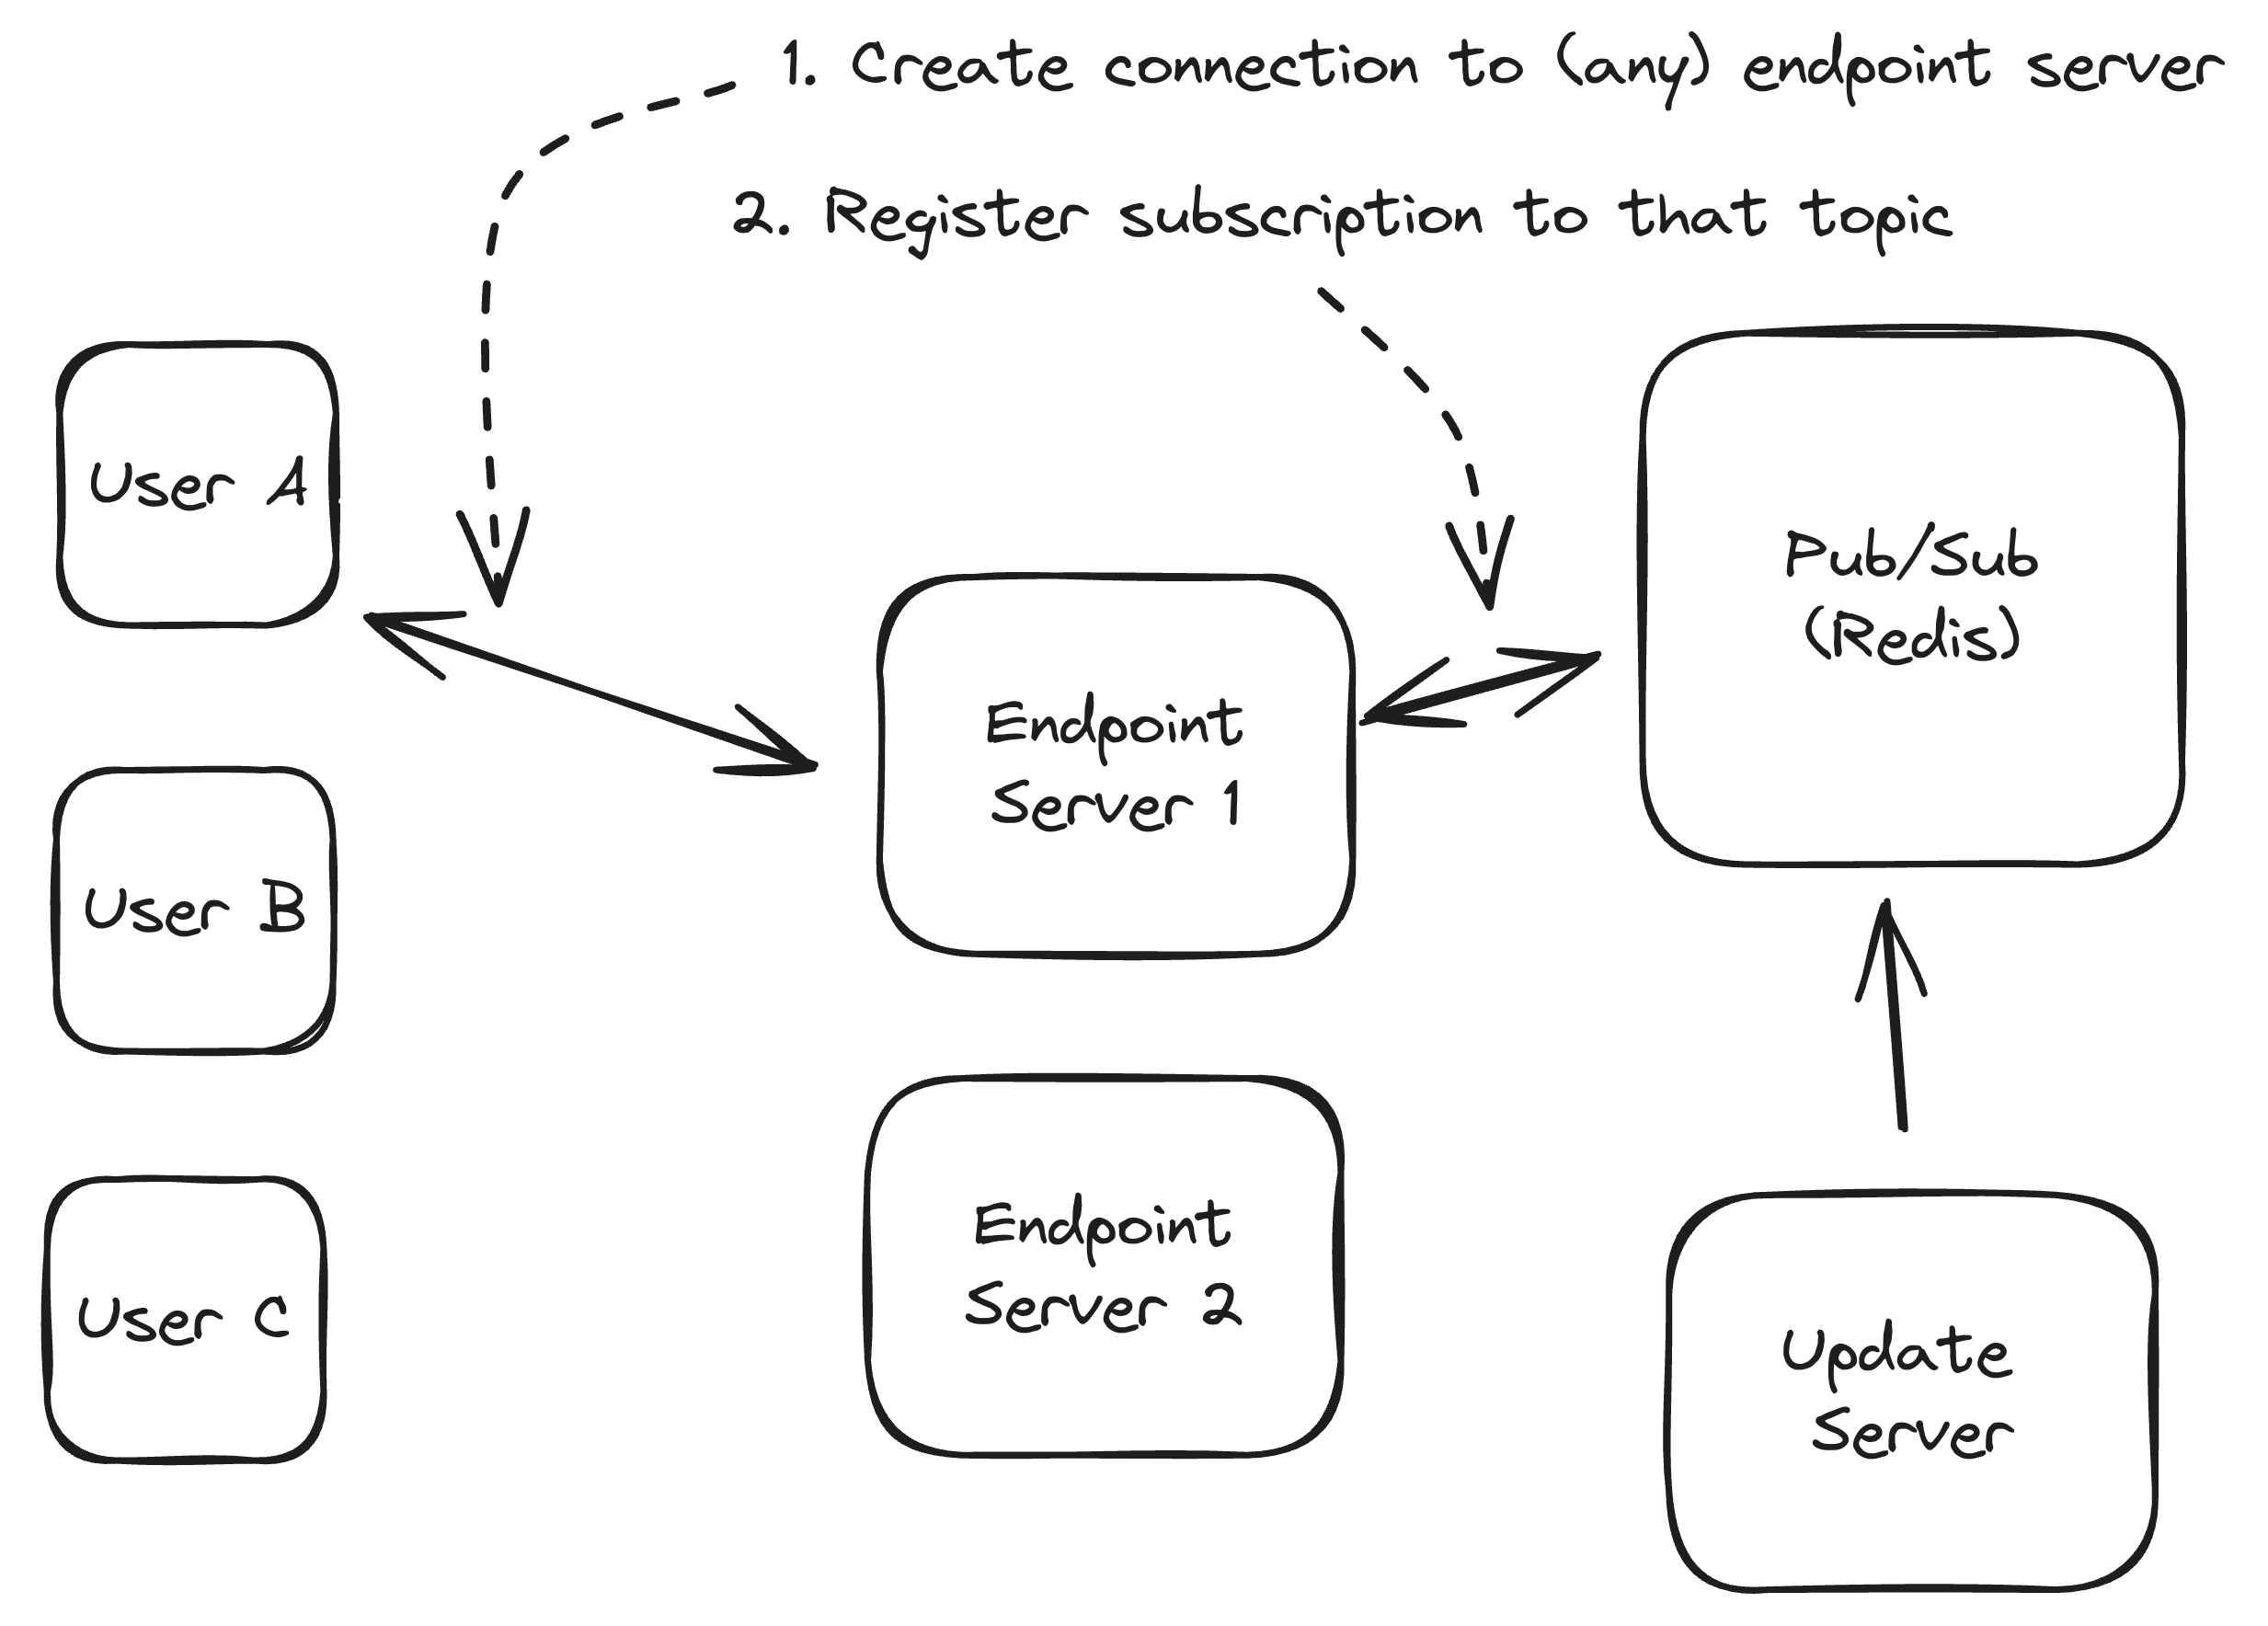 1. Create connection to (any) endpoint server
2. Register subscription to that topic
User A
Pub/Sub
(Redis)
Endpoint
Server 1
User B
Endpoint
Server 2
User C
Update
Server